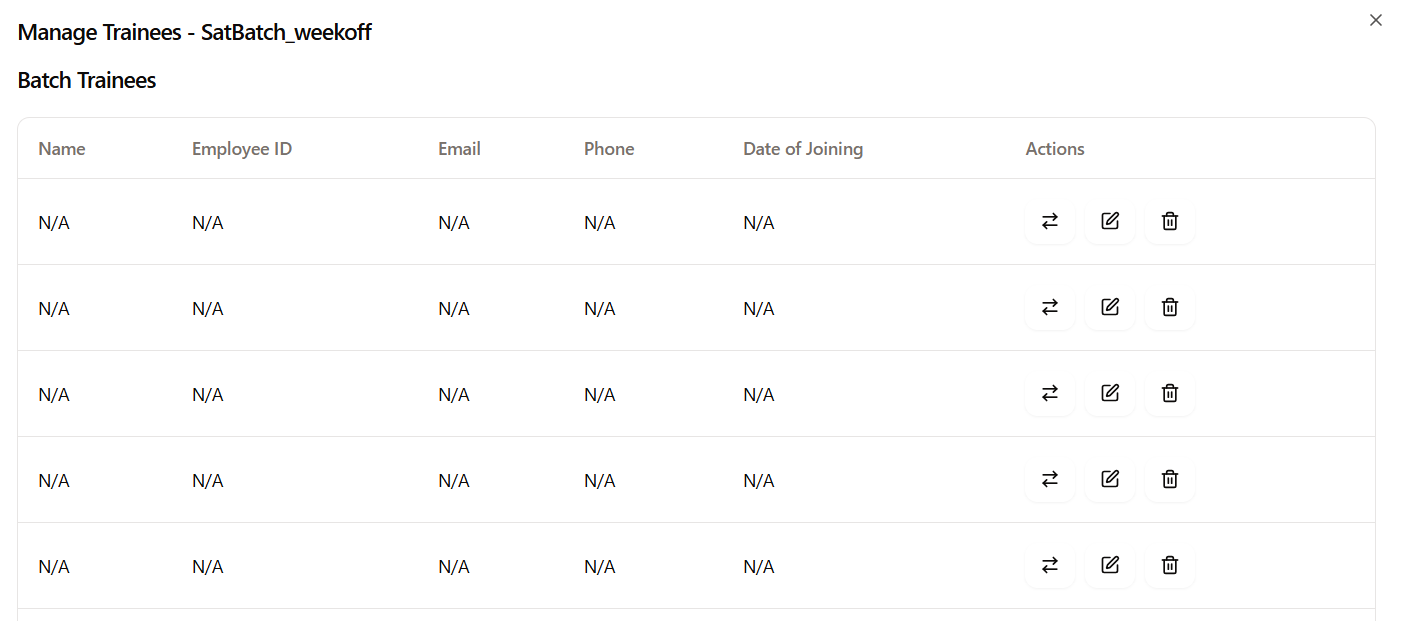 Manage Trainees - SatBatch_weekoff
Batch Trainees
Name Employee ID Email Phone Date of Joining Actions
N/A N/A N/A N/A N/A
N/A N/A N/A N/A N/A
N/A N/A N/A N/A N/A
N/A N/A N/A N/A N/A
N/A N/A N/A N/A N/A